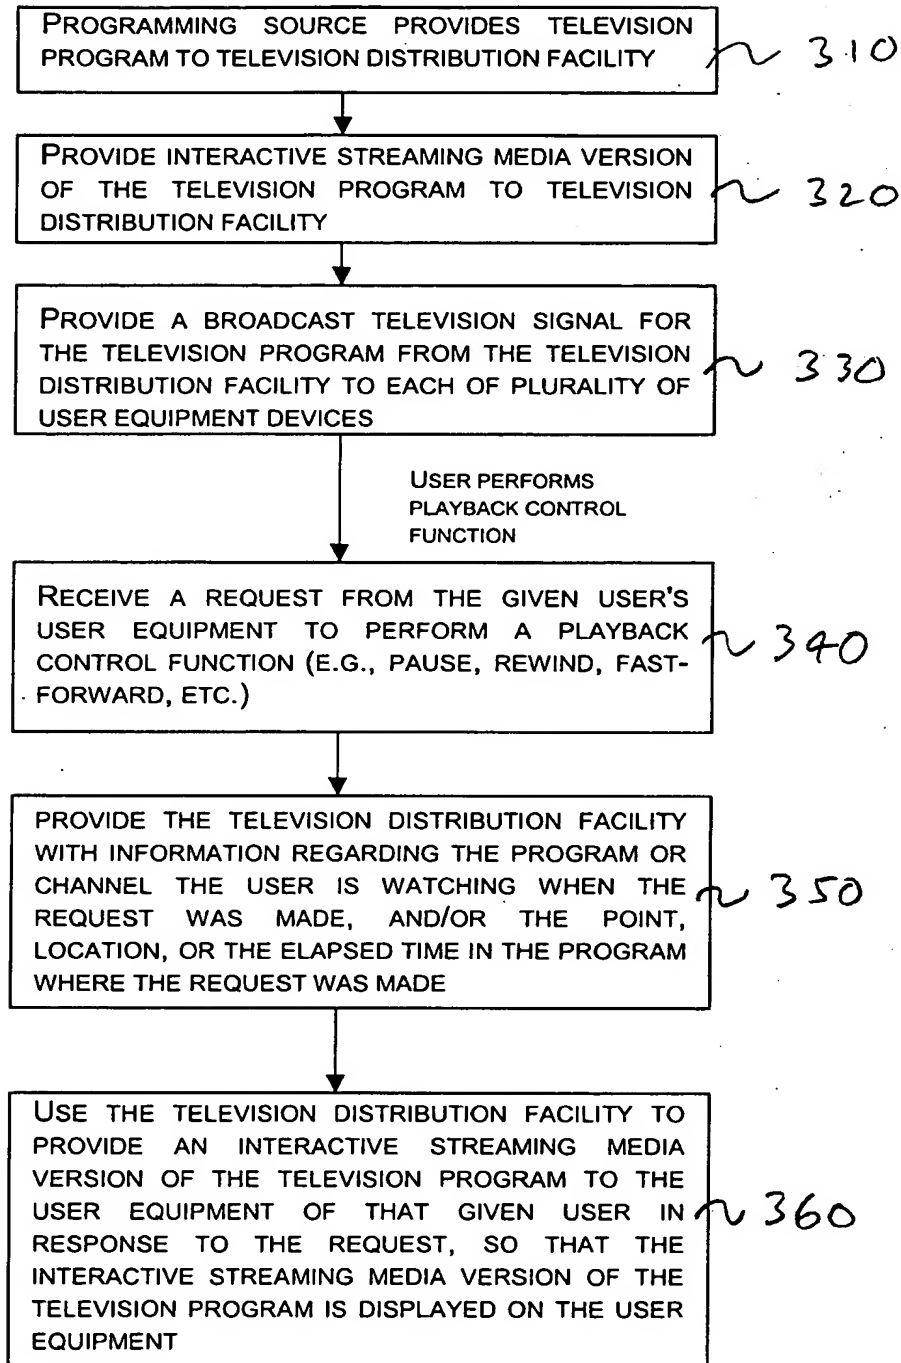 PROGRAMMING SOURCE PROVIDES TELEVISION
PROGRAM TO TELEVISION DISTRIBUTION FACILITY
310
PROVIDE INTERACTIVE STREAMING MEDIA VERSION
OF THE TELEVISION PROGRAM TO TELEVISION
DISTRIBUTION FACILITY
320
PROVIDE A BROADCAST TELEVISION SIGNAL FOR
THE TELEVISION PROGRAM FROM THE TELEVISION
DISTRIBUTION FACILITY TO EACH OF PLURALITY OF
USER EQUIPMENT DEVICES
330
USER PERFORMS
PLAYBACK CONTROL
FUNCTION
RECEIVE A REQUEST FROM THE GIVEN USER'S
USER EQUIPMENT TO PERFORM A PLAYBACK
CONTROL FUNCTION (E.G., PAUSE, REWIND, FAST-
FORWARD, ETC.)
340
PROVIDE THE TELEVISION DISTRIBUTION FACILITY
WITH INFORMATION REGARDING THE PROGRAM OR
CHANNEL THE USER IS WATCHING WHEN THE
REQUEST WAS MADE, AND/OR THE POINT,
LOCATION, OR THE ELAPSED TIME IN THE PROGRAM
WHERE THE REQUEST WAS MADE
350
USE THE TELEVISION DISTRIBUTION FACILITY TO
PROVIDE AN INTERACTIVE STREAMING MEDIA
VERSION OF THE TELEVISION PROGRAM TO THE
USER EQUIPMENT OF THAT GIVEN USER IN
RESPONSE TO THE REQUEST, SO THAT THE
INTERACTIVE STREAMING MEDIA VERSION OF THE
TELEVISION PROGRAM IS DISPLAYED ON THE USER
EQUIPMENT
360